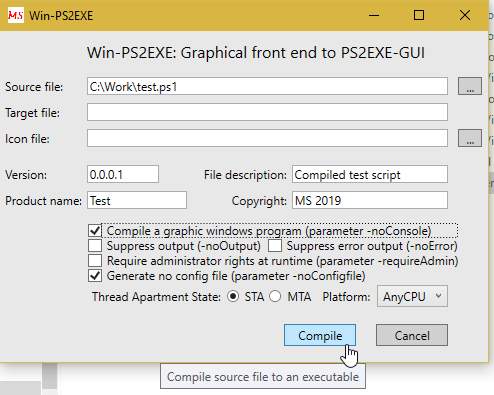 MS Win-PS2EXE
Win-PS2EXE: Graphical front end to PS2EXE-GUI
Source file: C:\Work\test.ps1 ...
Target file:
Icon file: ...
Version: 0.0.0.1 File description: Compiled test script
Product name: Test Copyright: MS 2019
Compile a graphic windows program (parameter -noConsole)
Suppress output (-noOutput) Suppress error output (-noError)
Require administrator rights at runtime (parameter -requireAdmin)
Generate no config file (parameter -noConfigfile)
Thread Apartment State: STA MTA Platform: AnyCPU
Compile Cancel
Compile source file to an executable